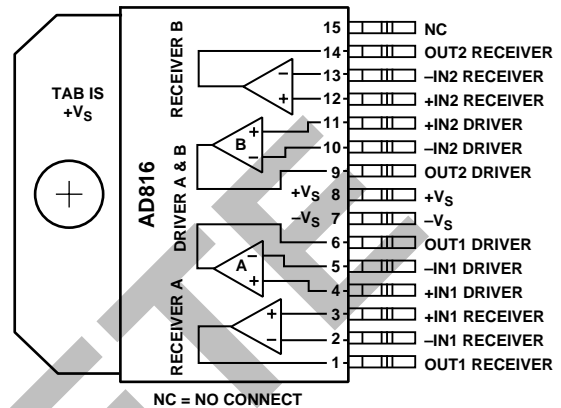 15 NC
14 OUT2 RECEIVER
13 –IN2 RECEIVER
12 +IN2 RECEIVER
11 +IN2 DRIVER
10 –IN2 DRIVER
9 OUT2 DRIVER
+VS 8 +VS
–VS 7 –VS
6 OUT1 DRIVER
5 –IN1 DRIVER
4 +IN1 DRIVER
3 +IN1 RECEIVER
2 –IN1 RECEIVER
1 OUT1 RECEIVER
TAB IS
+VS
AD816
RECEIVER B
DRIVER A & B
RECEIVER A
–
+
+
B
–
–
A
+
+
–
NC = NO CONNECT